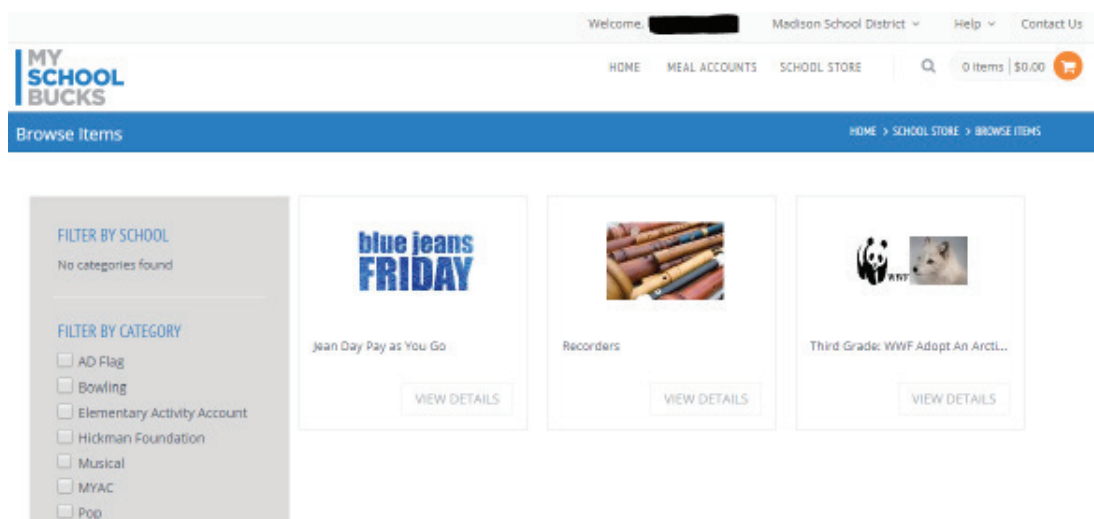 Welcome,
Madison School District
Help
Contact Us
MY
SCHOOL
BUCKS
HOME
MEAL ACCOUNTS
SCHOOL STORE
0 items | $0.00
Browse Items
HOME > SCHOOL STORE > BROWSE ITEMS
FILTER BY SCHOOL
No categories found
FILTER BY CATEGORY
AD Flag
Bowling
Elementary Activity Account
Hickman Foundation
Musical
MYAC
Pop
blue jeans
FRIDAY
Jean Day Pay as You Go
VIEW DETAILS
Recorders
VIEW DETAILS
WWF
Third Grade: WWF Adopt An Arcti...
VIEW DETAILS